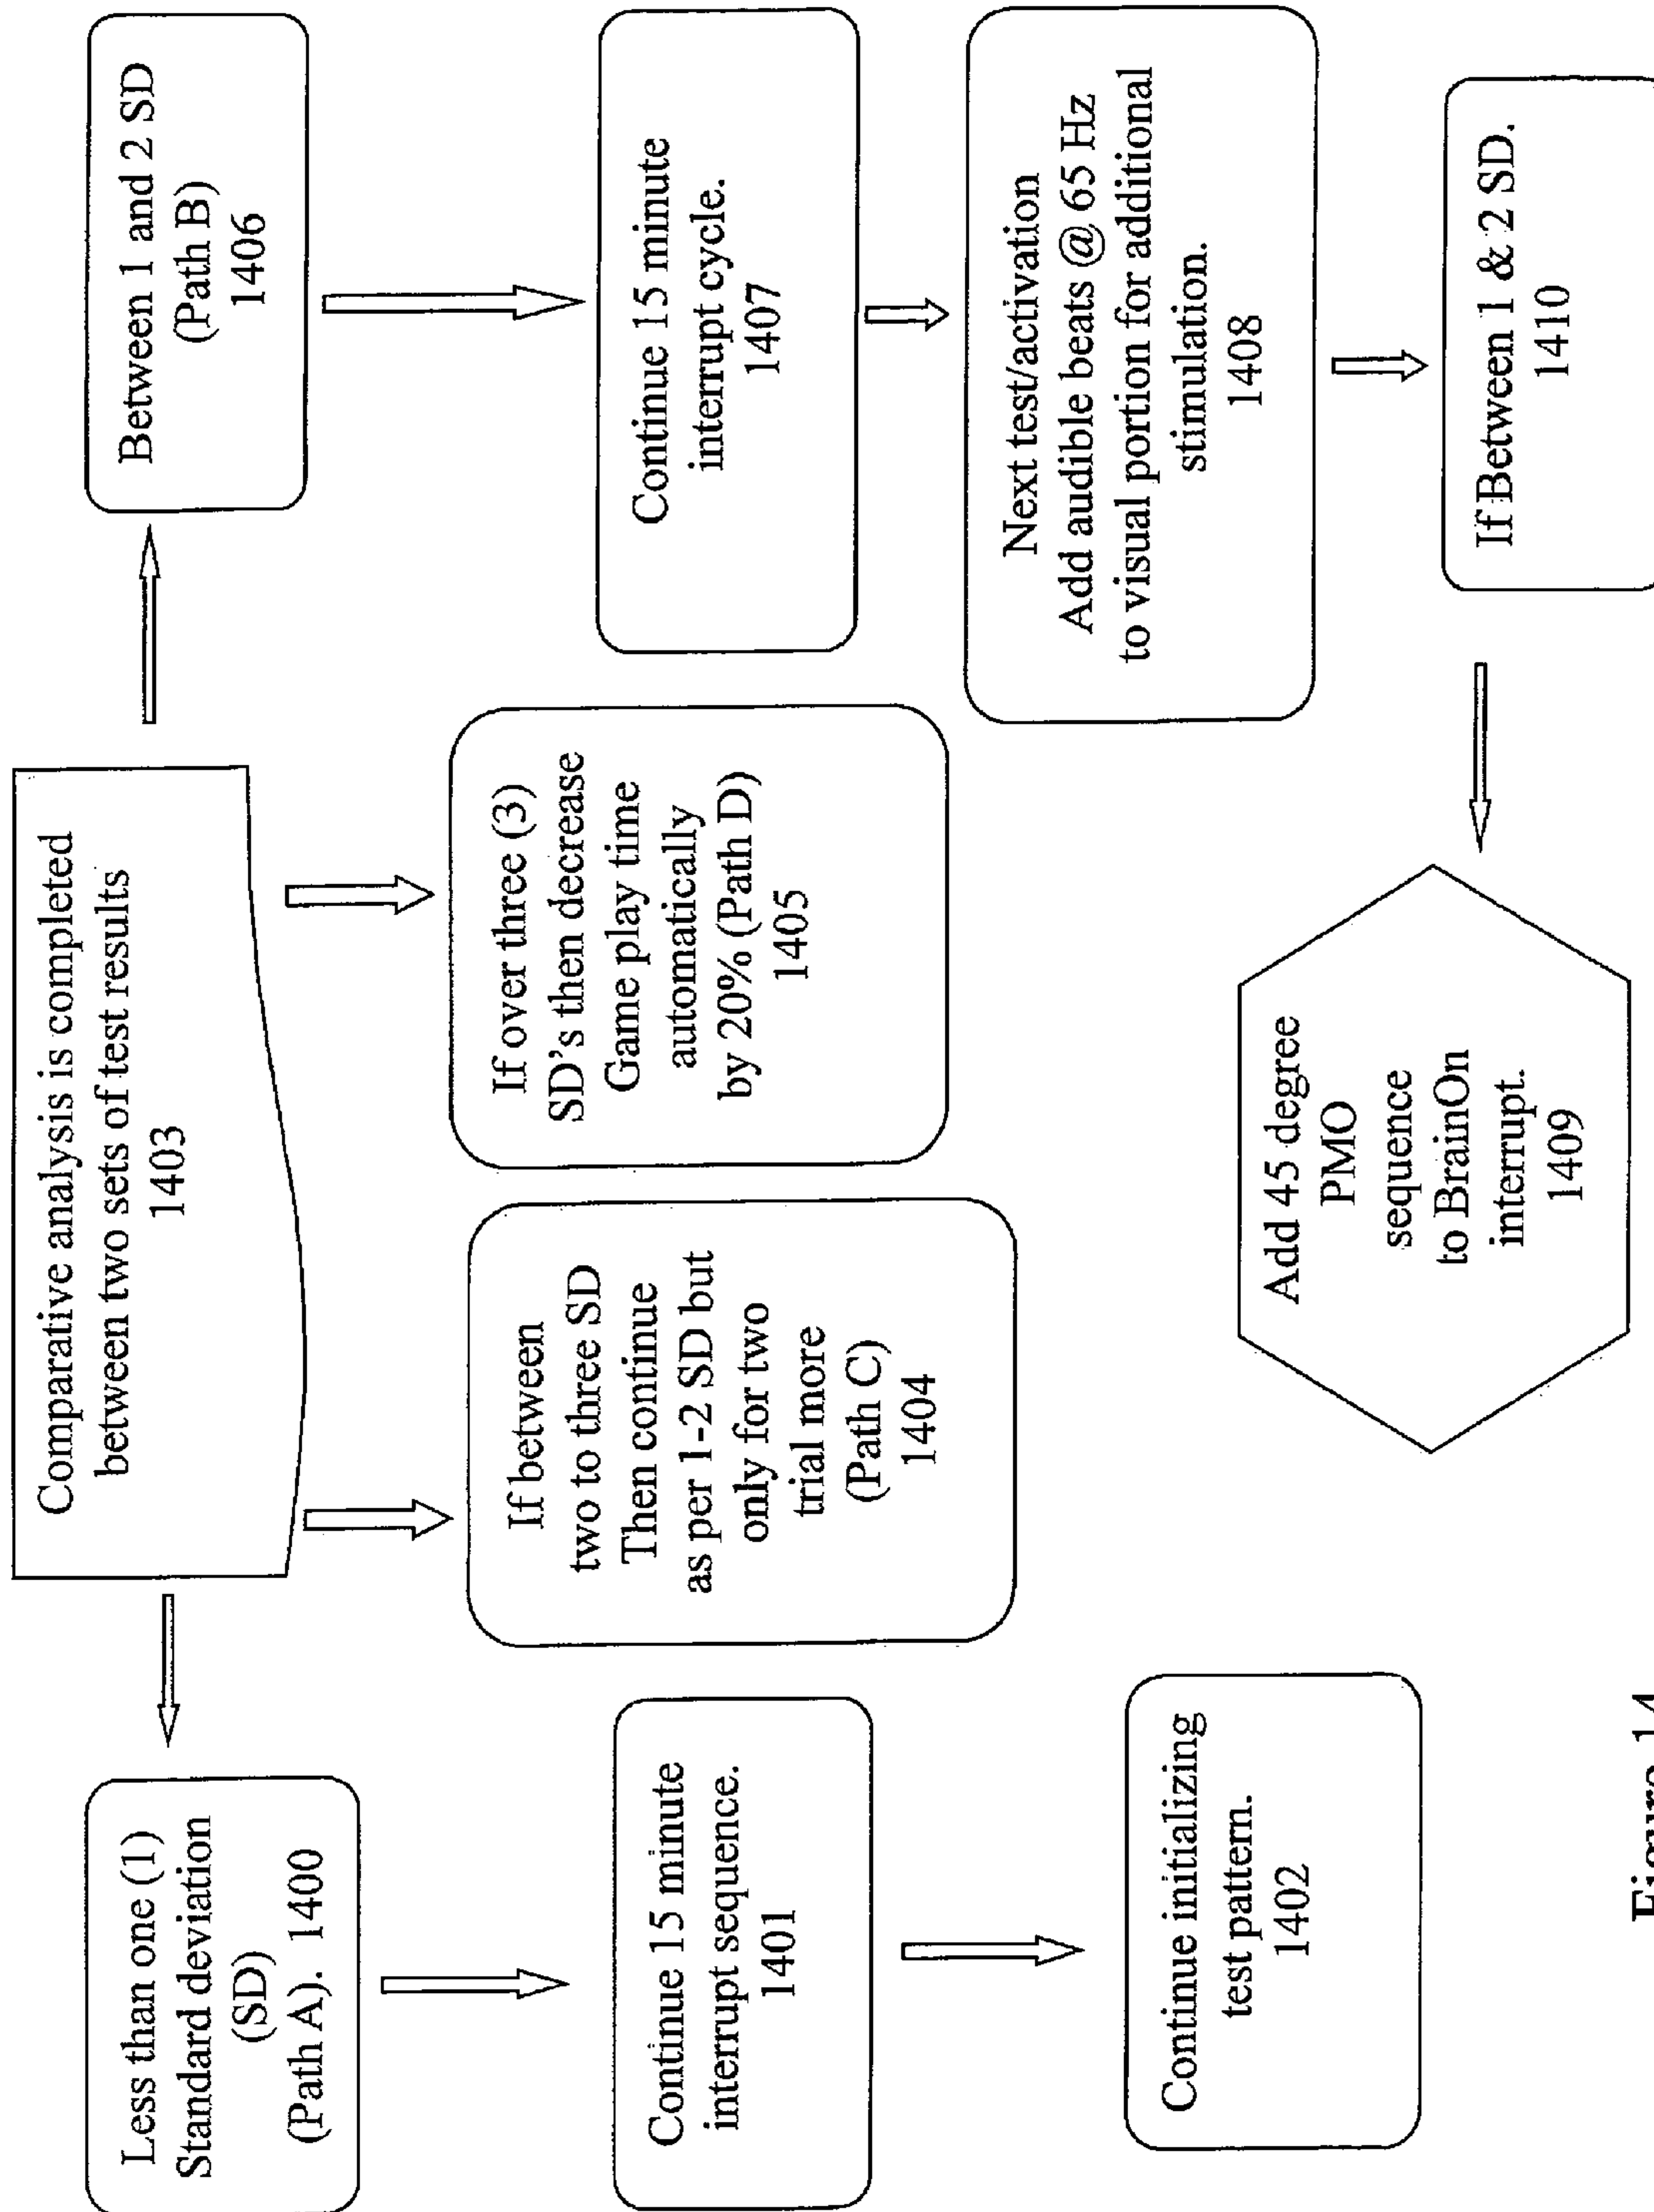 Comparative analysis is completed
between two sets of test results
1403
Less than one (1)
Standard deviation
(SD)
(Path A). 1400
Continue 15 minute
interrupt sequence.
1401
Continue initializing
test pattern.
1402
If between
two to three SD
Then continue
as per 1-2 SD but
only for two
trial more
(Path C)
1404
If over three (3)
SD's then decrease
Game play time
automatically
by 20% (Path D)
1405
Between 1 and 2 SD
(Path B)
1406
Continue 15 minute
interrupt cycle.
1407
Next test/activation
Add audible beats @ 65 Hz
to visual portion for additional
stimulation.
1408
If Between 1 & 2 SD.
1410
Add 45 degree
PMO
sequence
to BrainOn
interrupt.
1409
Figure 14